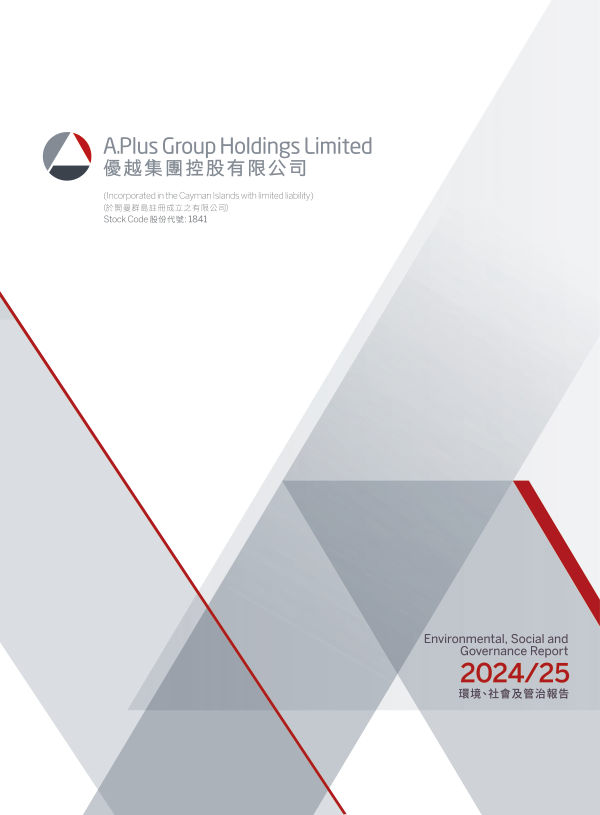 A.Plus Group Holdings Limited
優越集團控股有限公司
(Incorporated in the Cayman Islands with limited liability)
(於開曼群島註冊成立之有限公司)
Stock Code 股份代號: 1841
Environmental, Social and
Governance Report
2024/25
環境、社會及管治報告